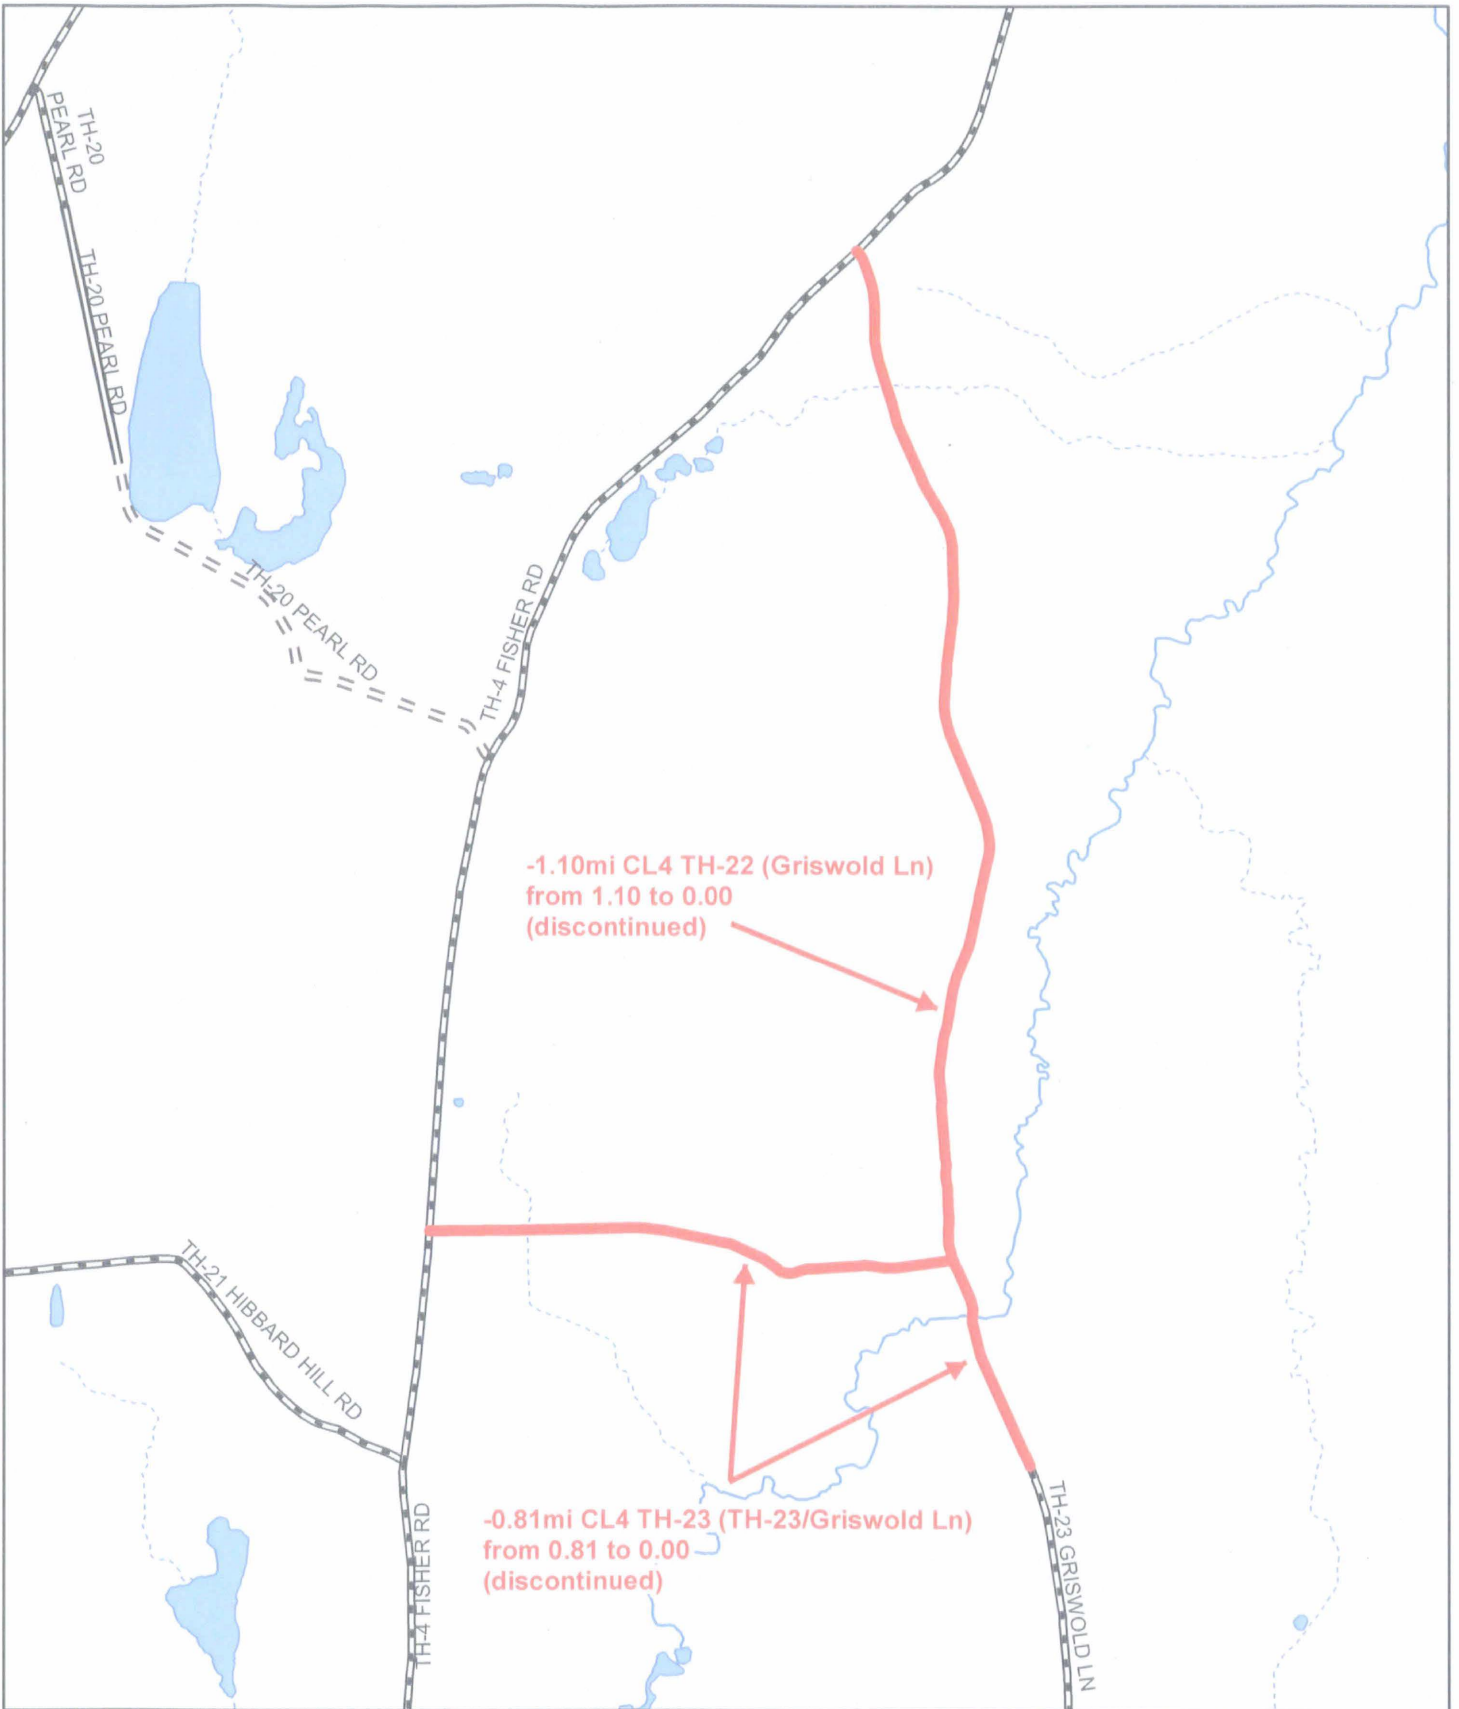 TH-20
PEARL RD
TH-20 PEARL RD
TH-20 PEARL RD
TH-4 FISHER RD
-1.10mi CL4 TH-22 (Griswold Ln)
from 1.10 to 0.00
(discontinued)
TH-21 HIBBARD HILL RD
-0.81mi CL4 TH-23 (TH-23/Griswold Ln)
from 0.81 to 0.00
(discontinued)
TH-4 FISHER RD
TH-23 GRISWOLD LN